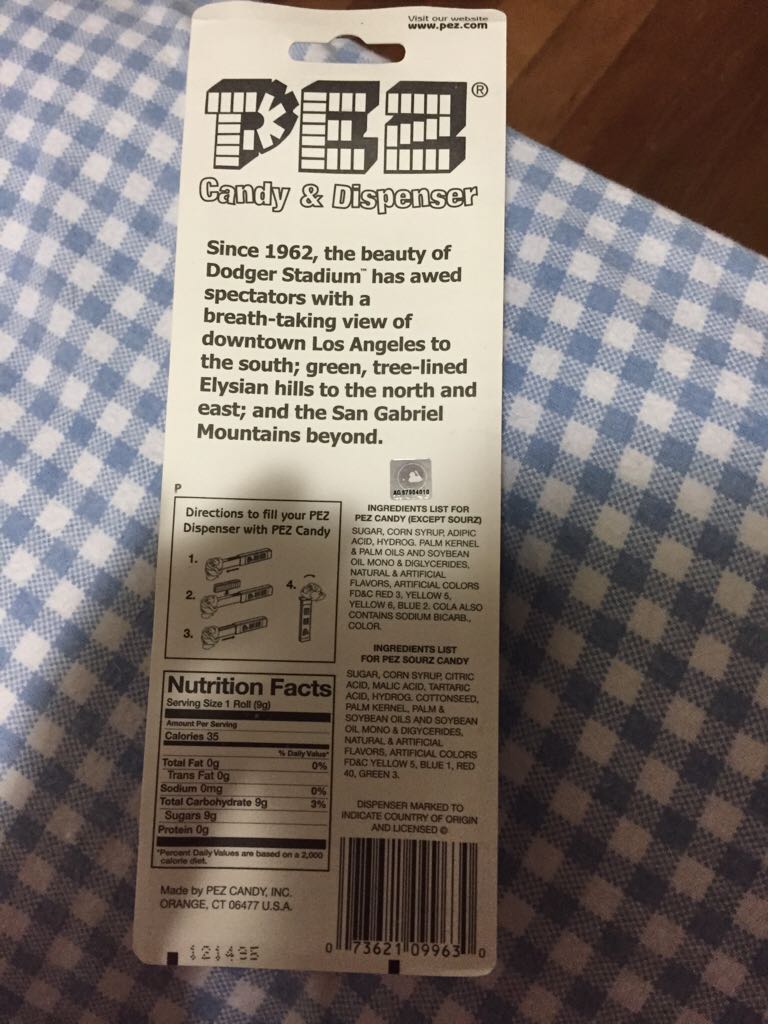 Visit our website
www.pez.com
PEZ®
Candy & Dispenser
Since 1962, the beauty of
Dodger Stadium™ has awed
spectators with a
breath-taking view of
downtown Los Angeles to
the south; green, tree-lined
Elysian hills to the north and
east; and the San Gabriel
Mountains beyond.
P
Directions to fill your PEZ
Dispenser with PEZ Candy
1.
2.
3.
4.
INGREDIENTS LIST FOR
PEZ CANDY (EXCEPT SOURZ)
SUGAR, CORN SYRUP, ADIPIC
ACID, HYDROG. PALM KERNEL
& PALM OILS AND SOYBEAN
OIL MONO & DIGLYCERIDES,
NATURAL & ARTIFICIAL
FLAVORS, ARTIFICIAL COLORS
FD&C RED 3, YELLOW 5,
YELLOW 6, BLUE 2. COLA ALSO
CONTAINS SODIUM BICARB.,
COLOR.
INGREDIENTS LIST
FOR PEZ SOURZ CANDY
SUGAR, CORN SYRUP, CITRIC
ACID, MALIC ACID, TARTARIC
ACID, HYDROG. COTTONSEED,
PALM KERNEL, PALM &
SOYBEAN OILS AND SOYBEAN
OIL MONO & DIGYCERIDES,
NATURAL & ARTIFICIAL
FLAVORS, ARTIFICIAL COLORS
FD&C YELLOW 5, BLUE 1, RED
40, GREEN 3.
DISPENSER MARKED TO
INDICATE COUNTRY OF ORIGIN
AND LICENSED ©
Nutrition Facts
Serving Size 1 Roll (9g)
Amount Per Serving
Calories 35
% Daily Value*
Total Fat 0g 0%
Trans Fat 0g
Sodium 0mg 0%
Total Carbohydrate 9g 3%
Sugars 9g
Protein 0g
*Percent Daily Values are based on a 2,000
calorie diet.
Made by PEZ CANDY, INC.
ORANGE, CT 06477 U.S.A.
121495
0 73621 09963 0